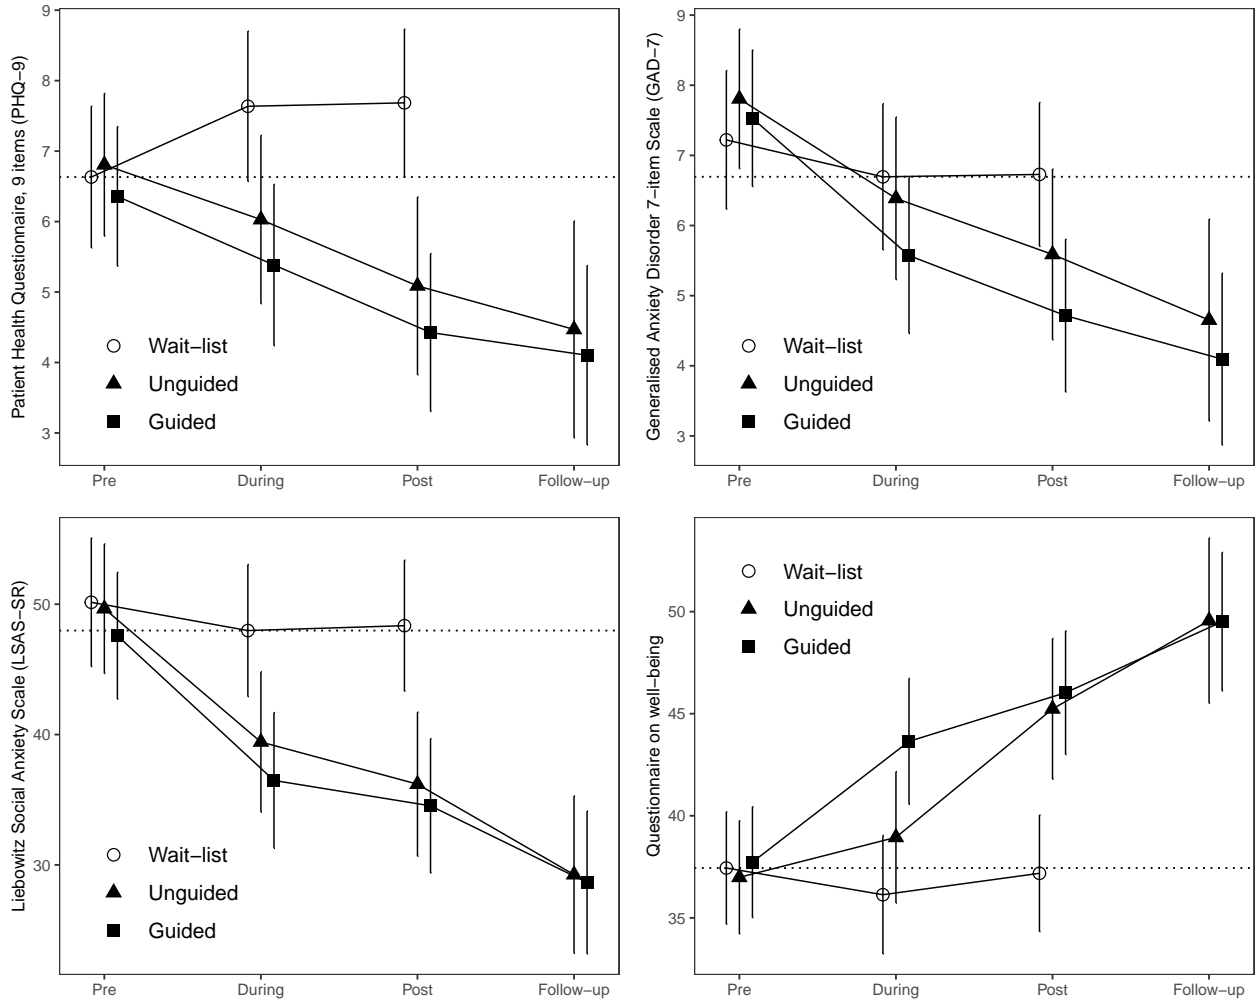 Patient Health Questionnaire, 9 items (PHQ−9)
9
8
7
6
5
4
3
Wait−list
Unguided
Guided
Pre
During
Post
Follow−up
Generalised Anxiety Disorder 7−item Scale (GAD−7)
9
8
7
6
5
4
3
Wait−list
Unguided
Guided
Pre
During
Post
Follow−up
Liebowitz Social Anxiety Scale (LSAS−SR)
50
40
30
Wait−list
Unguided
Guided
Pre
During
Post
Follow−up
Questionnaire on well−being
50
45
40
35
Wait−list
Unguided
Guided
Pre
During
Post
Follow−up